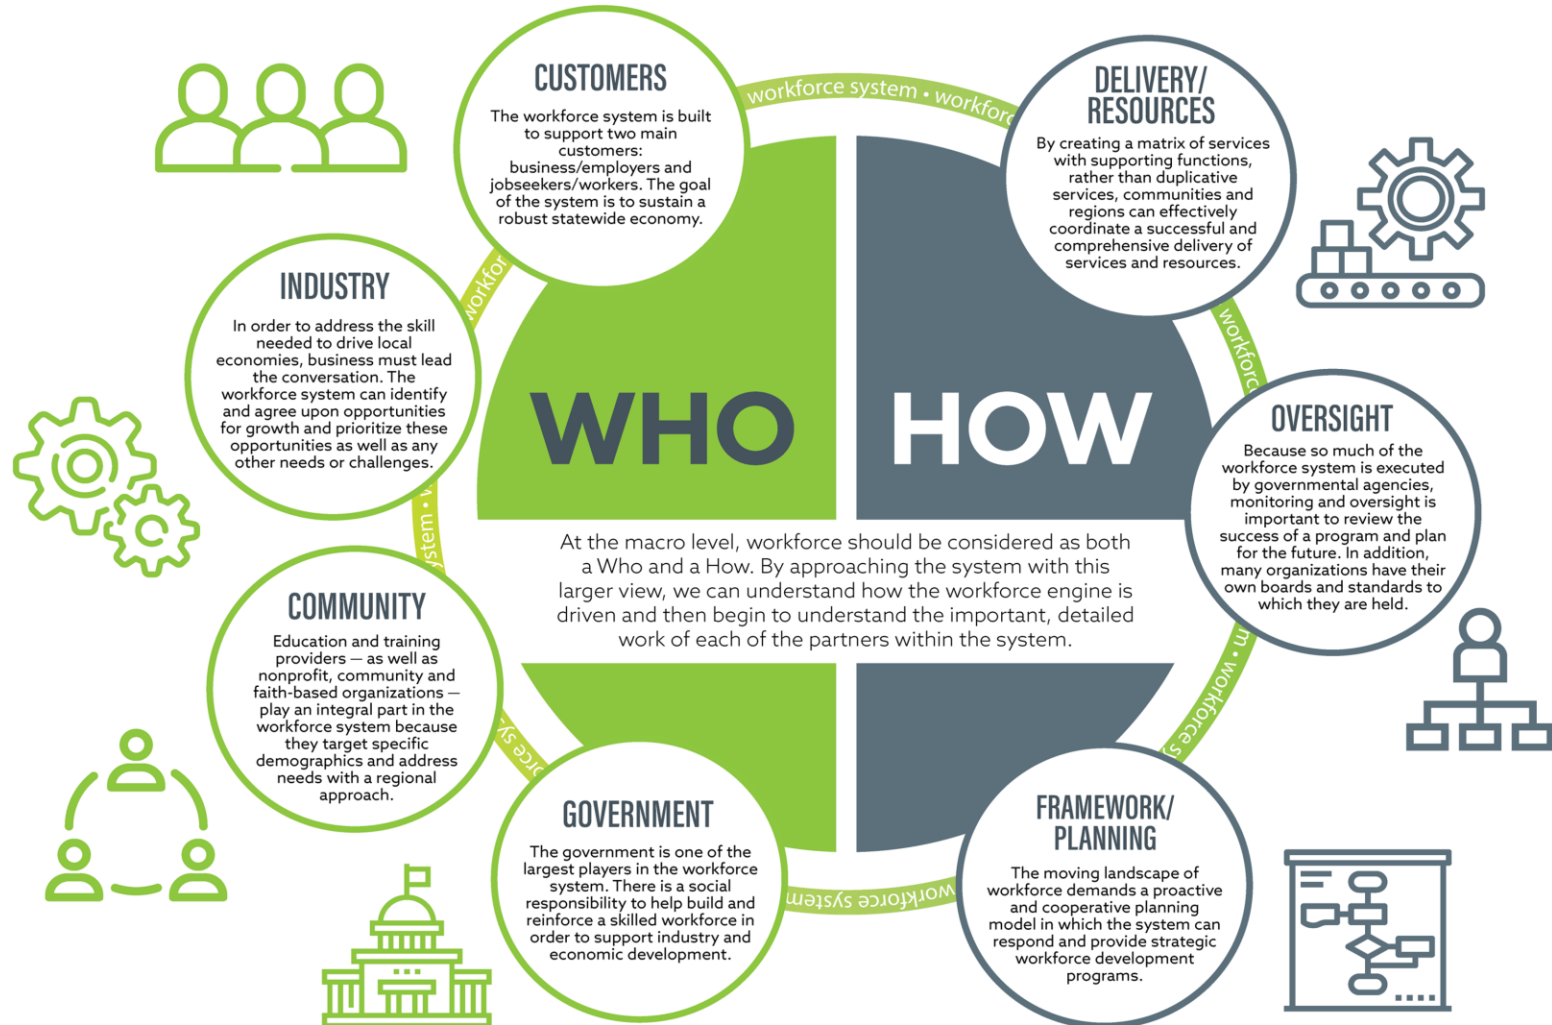 CUSTOMERS
The workforce system is built
to support two main
customers:
business/employers and
jobseekers/workers. The goal
of the system is to sustain a
robust statewide economy.
INDUSTRY
In order to address the skill
needed to drive local
economies, business must lead
the conversation. The
workforce system can identify
and agree upon opportunities
for growth and prioritize these
opportunities as well as any
other needs or challenges.
COMMUNITY
Education and training
providers — as well as
nonprofit, community and
faith-based organizations —
play an integral part in the
workforce system because
they target specific
demographics and address
needs with a regional
approach.
GOVERNMENT
The government is one of the
largest players in the workforce
system. There is a social
responsibility to help build and
reinforce a skilled workforce in
order to support industry and
economic development.
WHO
HOW
At the macro level, workforce should be considered as both
a Who and a How. By approaching the system with this
larger view, we can understand how the workforce engine is
driven and then begin to understand the important, detailed
work of each of the partners within the system.
DELIVERY/
RESOURCES
By creating a matrix of services
with supporting functions,
rather than duplicative
services, communities and
regions can effectively
coordinate a successful and
comprehensive delivery of
services and resources.
OVERSIGHT
Because so much of the
workforce system is executed
by governmental agencies,
monitoring and oversight is
important to review the
success of a program and plan
for the future. In addition,
many organizations have their
own boards and standards to
which they are held.
FRAMEWORK/
PLANNING
The moving landscape of
workforce demands a proactive
and cooperative planning
model in which the system can
respond and provide strategic
workforce development
programs.
workforce system • workforc
workforc
m • workforce sy
workforce system
orce sys
ystem • w
workfor